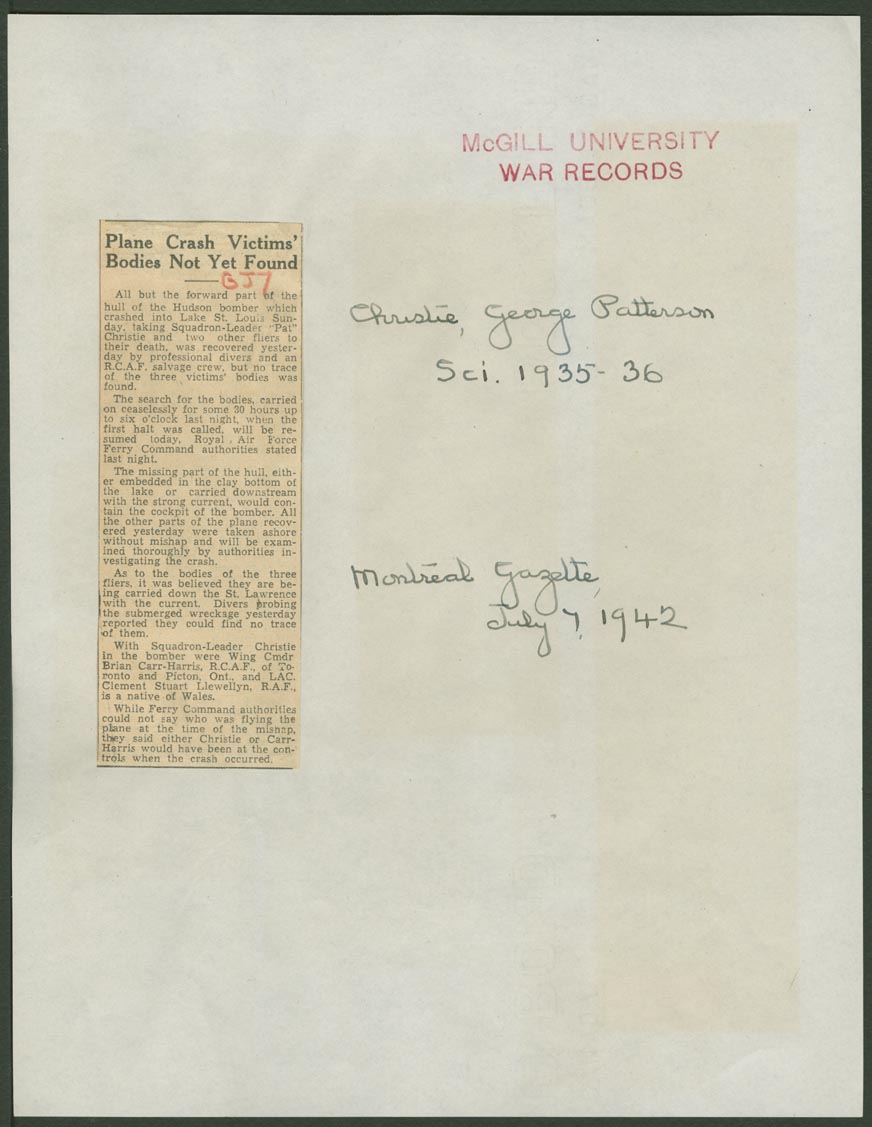 McGILL UNIVERSITY
WAR RECORDS
Plane Crash Victims'
Bodies Not Yet Found
GJ7
All but the forward part of the
hull of the Hudson bomber which
crashed into Lake St. Louis Sun-
day, taking Squadron-Leader "Pat"
Christie and two other fliers to
their death, was recovered yester-
day by professional divers and an
R.C.A.F. salvage crew, but no trace
of the three victims' bodies was
found.
The search for the bodies, carried
on ceaselessly for some 30 hours up
to six o'clock last night, when the
first halt was called, will be re-
sumed today, Royal Air Force
Ferry Command authorities stated
last night.
The missing part of the hull, eith-
er embedded in the clay bottom of
the lake or carried downstream
with the strong current, would con-
tain the cockpit of the bomber. All
the other parts of the plane recov-
ered yesterday were taken ashore
without mishap and will be exam-
ined thoroughly by authorities in-
vestigating the crash.
As to the bodies of the three
fliers, it was believed they are be-
ing carried down the St. Lawrence
with the current. Divers probing
the submerged wreckage yesterday
reported they could find no trace
of them.
With Squadron-Leader Christie
in the bomber were Wing Cmdr
Brian Carr-Harris, R.C.A.F., of To-
ronto and Picton, Ont., and LAC.
Clement Stuart Llewellyn, R.A.F.,
is a native of Wales.
While Ferry Command authorities
could not say who was flying the
plane at the time of the mishap,
they said either Christie or Carr-
Harris would have been at the con-
trols when the crash occurred.
Christie, George Patterson
Sci. 1935-36
Montreal Gazette,
July 7, 1942